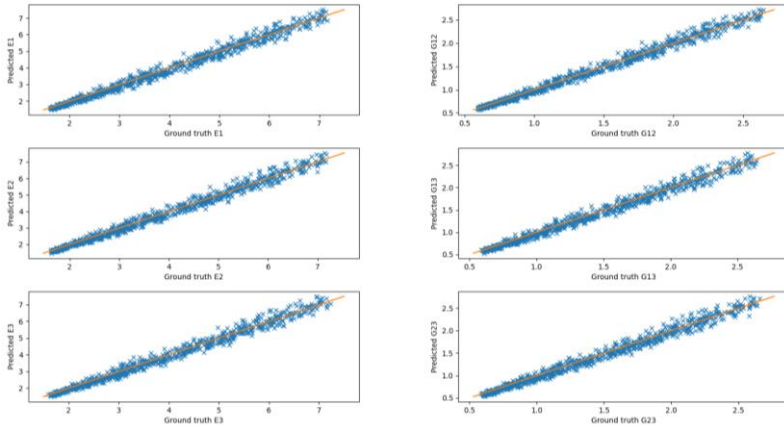 Predicted E1
7
6
5
4
3
2
2 3 4 5 6 7
Ground truth E1
Predicted G12
2.5
2.0
1.5
1.0
0.5
0.5 1.0 1.5 2.0 2.5
Ground truth G12
Predicted E2
7
6
5
4
3
2
2 3 4 5 6 7
Ground truth E2
Predicted G13
2.5
2.0
1.5
1.0
0.5
0.5 1.0 1.5 2.0 2.5
Ground truth G13
Predicted E3
7
6
5
4
3
2
2 3 4 5 6 7
Ground truth E3
Predicted G23
2.5
2.0
1.5
1.0
0.5
0.5 1.0 1.5 2.0 2.5
Ground truth G23